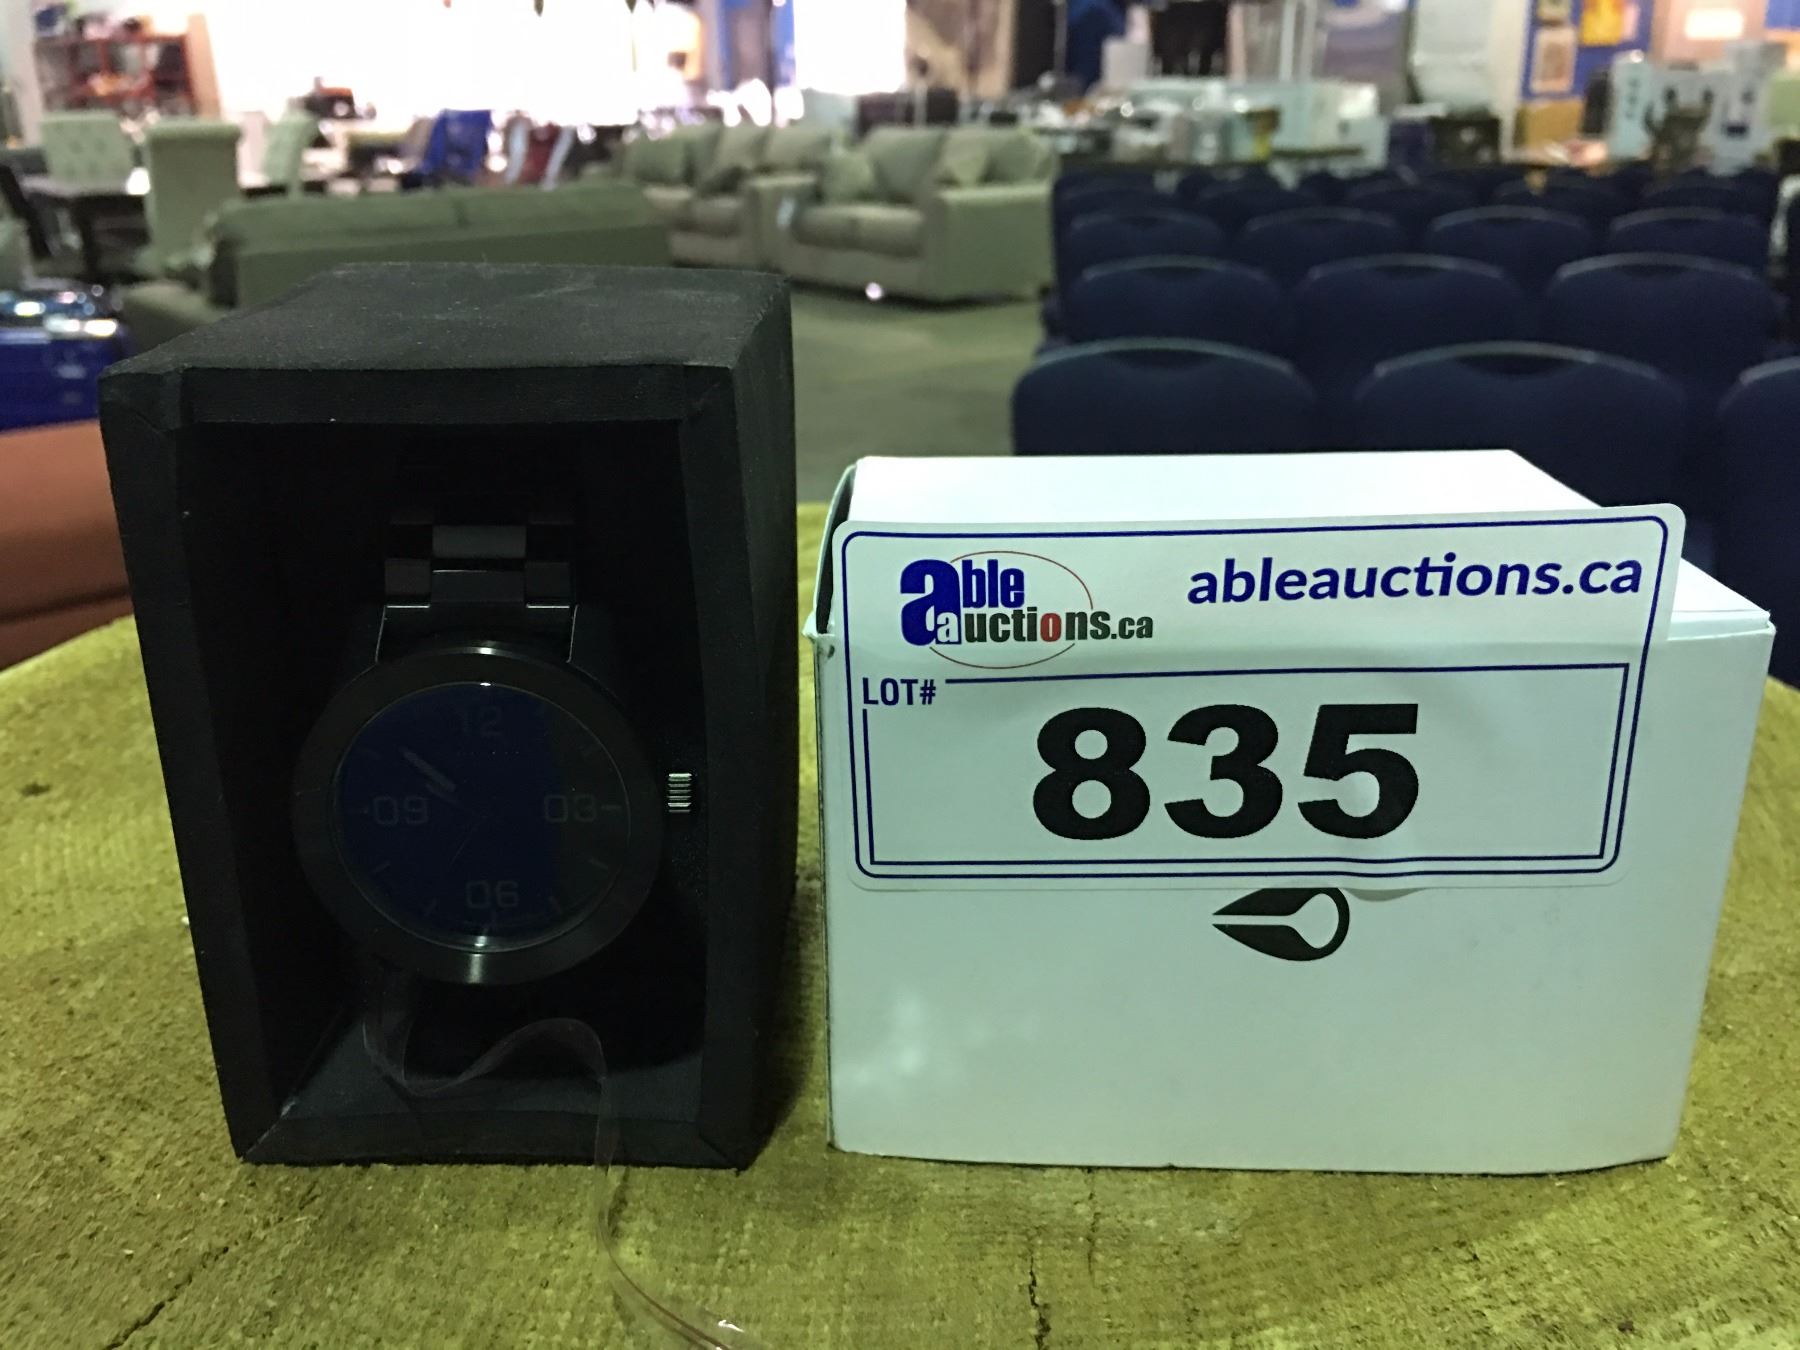 12
09
03
06
able auctions.ca
ableauctions.ca
LOT#
835